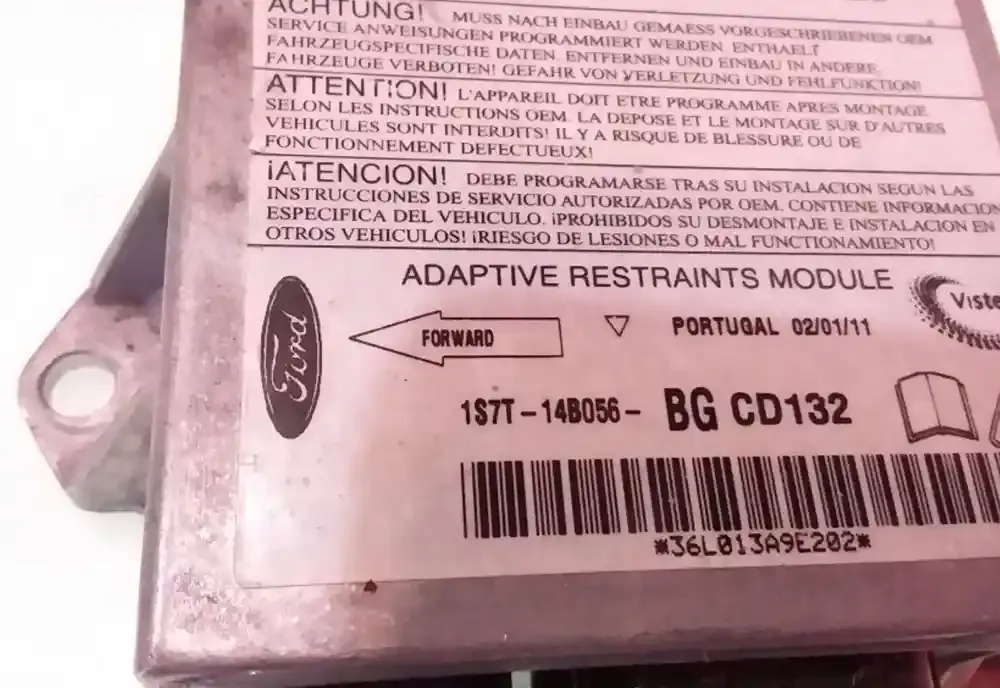 ACHTUNG! MUSS NACH EINBAU GEMAESS VORGESCHRIEBENEN OEM
SERVICE ANWEISUNGEN PROGRAMMIERT WERDEN. ENTHAELT
FAHRZEUGSPEZIFISCHE DATEN. ENTFERNEN UND EINBAU IN ANDERE
FAHRZEUGE VERBOTEN! GEFAHR VON VERLETZUNG UND FEHLFUNKTION!
ATTENTION! L'APPAREIL DOIT ETRE PROGRAMME APRES MONTAGE
SELON LES INSTRUCTIONS OEM. LA DEPOSE ET LE MONTAGE SUR D'AUTRES
VEHICULES SONT INTERDITS! IL Y A RISQUE DE BLESSURE OU DE
FONCTIONNEMENT DEFECTUEUX!
¡ATENCION! DEBE PROGRAMARSE TRAS SU INSTALACION SEGUN LAS
INSTRUCCIONES DE SERVICIO AUTORIZADAS POR OEM. CONTIENE INFORMACION
ESPECIFICA DEL VEHICULO. ¡PROHIBIDOS SU DESMONTAJE E INSTALACION EN
OTROS VEHICULOS! ¡RIESGO DE LESIONES O MAL FUNCIONAMIENTO!
ADAPTIVE RESTRAINTS MODULE
Viste
Ford
FORWARD
PORTUGAL 02/01/11
1S7T-14B056- BG CD132
*36L013A9E202*